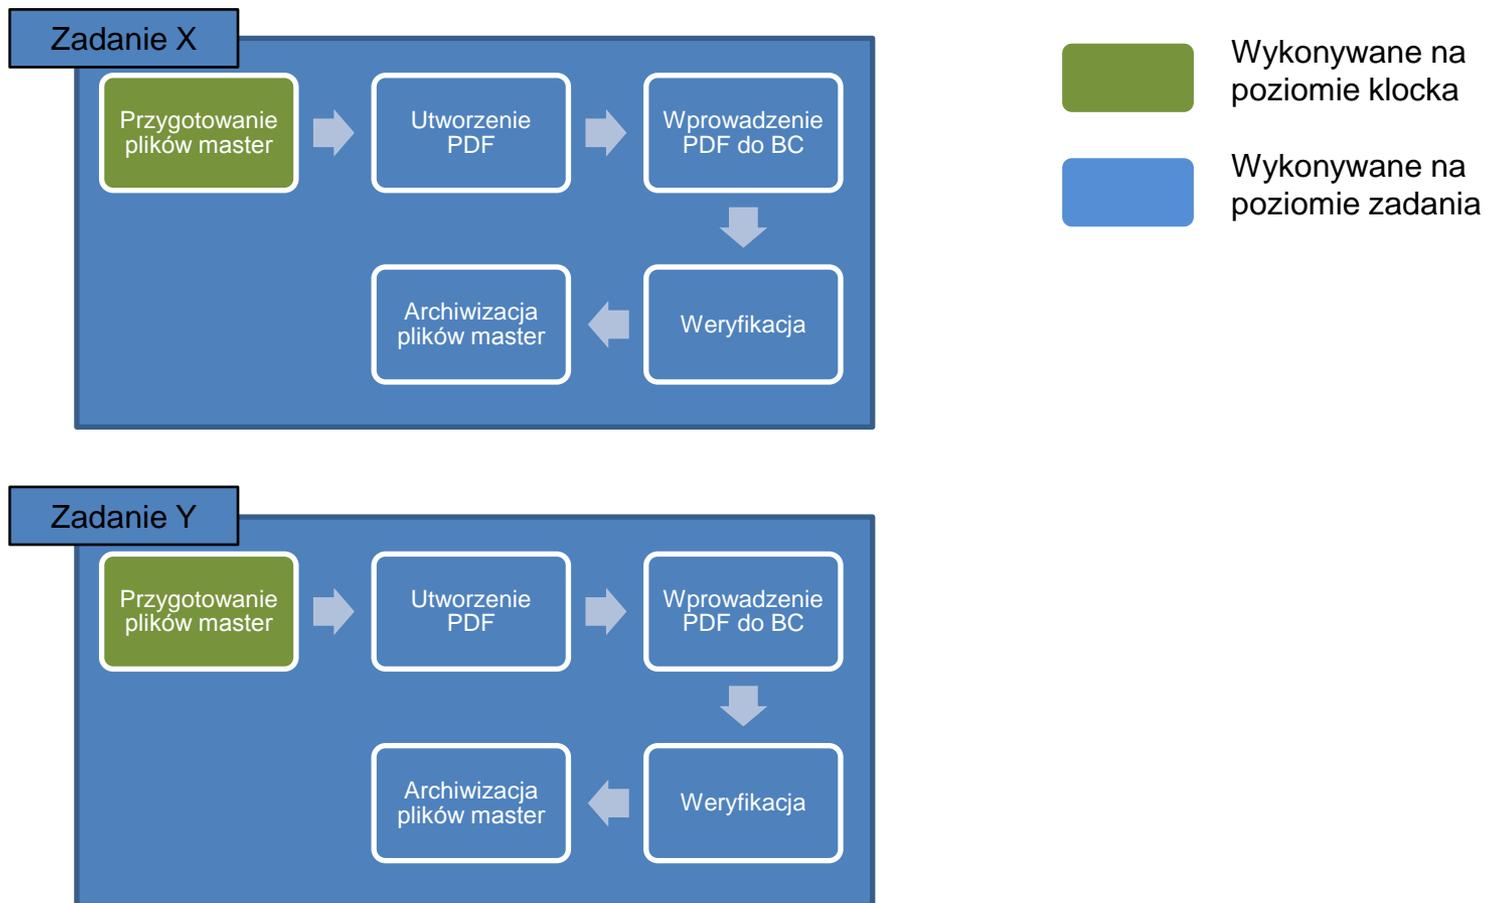 Zadanie X
Przygotowanie
plików master
Utworzenie
PDF
Wprowadzenie
PDF do BC
Archiwizacja
plików master
Weryfikacja
Wykonywane na
poziomie klocka
Wykonywane na
poziomie zadania
Zadanie Y
Przygotowanie
plików master
Utworzenie
PDF
Wprowadzenie
PDF do BC
Archiwizacja
plików master
Weryfikacja